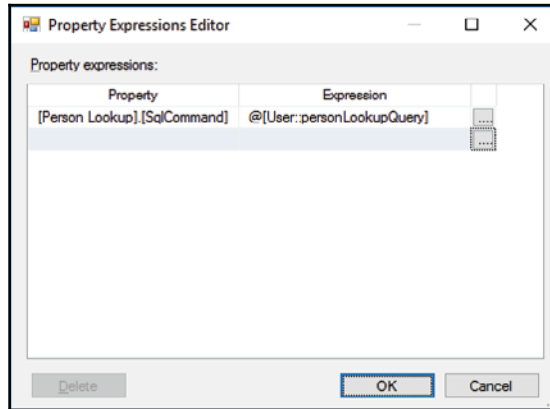 Property Expressions Editor
Property expressions:
Property Expression
[Person Lookup].[SqlCommand] @[User::personLookupQuery] ....
....
Delete OK Cancel